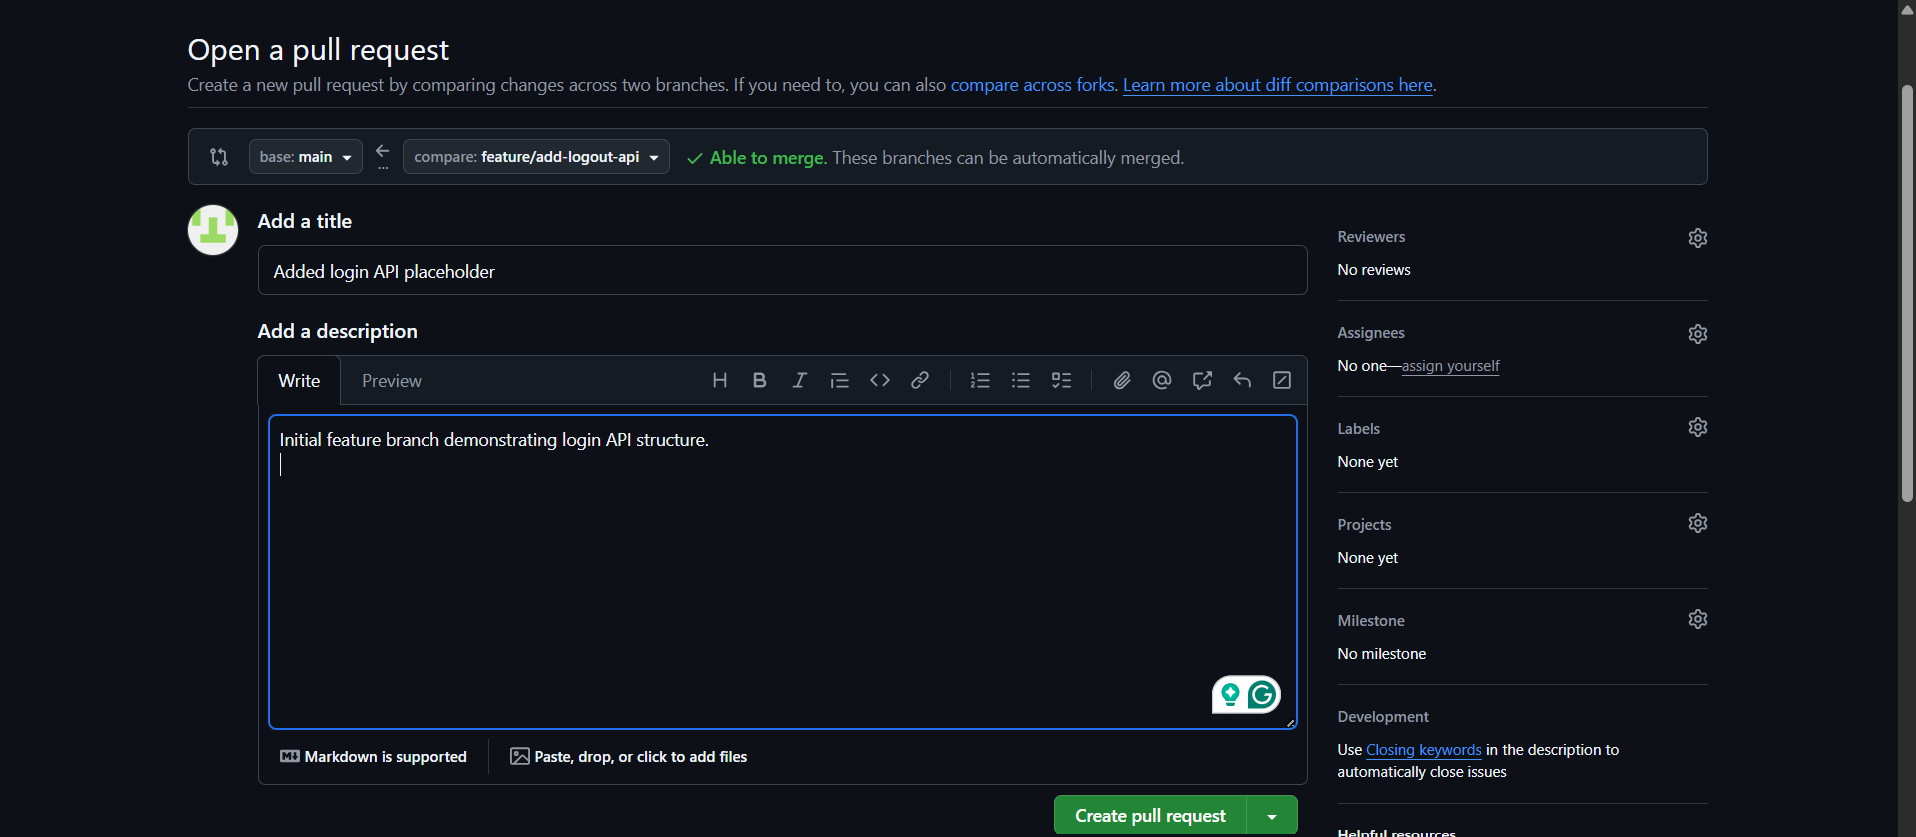 Open a pull request
Create a new pull request by comparing changes across two branches. If you need to, you can also compare across forks. Learn more about diff comparisons here.
base: main
compare: feature/add-logout-api
Able to merge. These branches can be automatically merged.
Add a title
Added login API placeholder
Add a description
Write
Preview
Initial feature branch demonstrating login API structure.
Markdown is supported
Paste, drop, or click to add files
Create pull request
Reviewers
No reviews
Assignees
No one—assign yourself
Labels
None yet
Projects
None yet
Milestone
No milestone
Development
Use Closing keywords in the description to
automatically close issues
Helpful resources